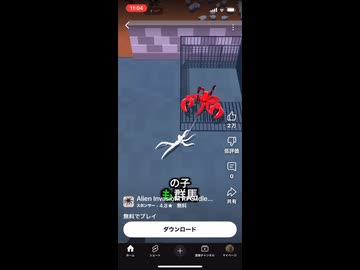 11:04
2万
低評価
0
共有
の子
も群馬
Alien Invasion: RPG Idle...
スポンサー・4.8★ 無料
無料でプレイ
ダウンロード
ホーム
ショート
登録チャンネル
マイページ